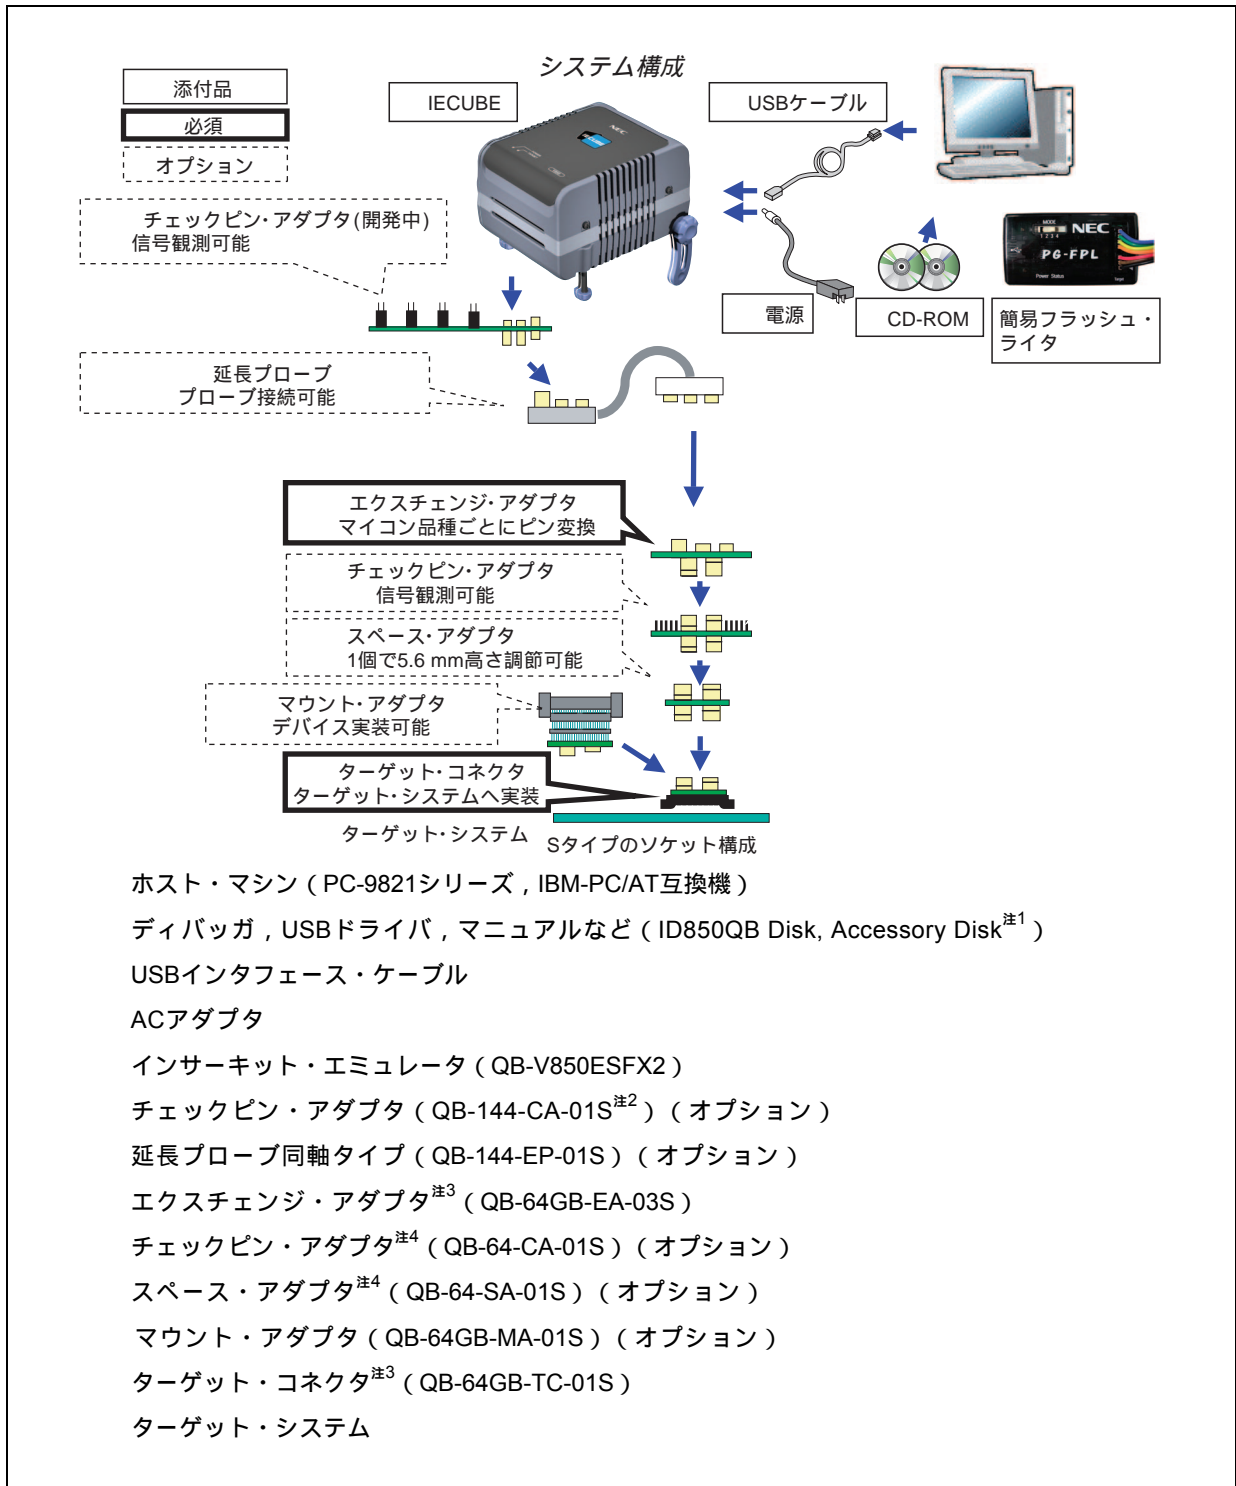 システム構成
添付品
必須
オプション
IECUBE
USBケーブル
NEC
チェックピン・アダプタ(開発中)
信号観測可能
MODE
1 2 3 4
NEC
PG-FPL
Power Status
Target
電源
CD-ROM
簡易フラッシュ・
ライタ
延長プローブ
プローブ接続可能
エクスチェンジ・アダプタ
マイコン品種ごとにピン変換
チェックピン・アダプタ
信号観測可能
スペース・アダプタ
1個で5.6 mm高さ調節可能
マウント・アダプタ
デバイス実装可能
ターゲット・コネクタ
ターゲット・システムへ実装
ターゲット・システム
Sタイプのソケット構成
ホスト・マシン（PC-9821シリーズ，IBM-PC/AT互換機）
ディバッガ，USBドライバ，マニュアルなど（ID850QB Disk, Accessory Disk注1）
USBインタフェース・ケーブル
ACアダプタ
インサーキット・エミュレータ（QB-V850ESFX2）
チェックピン・アダプタ（QB-144-CA-01S注2）（オプション）
延長プローブ同軸タイプ（QB-144-EP-01S）（オプション）
エクスチェンジ・アダプタ注3（QB-64GB-EA-03S）
チェックピン・アダプタ注4（QB-64-CA-01S）（オプション）
スペース・アダプタ注4（QB-64-SA-01S）（オプション）
マウント・アダプタ（QB-64GB-MA-01S）（オプション）
ターゲット・コネクタ注3（QB-64GB-TC-01S）
ターゲット・システム